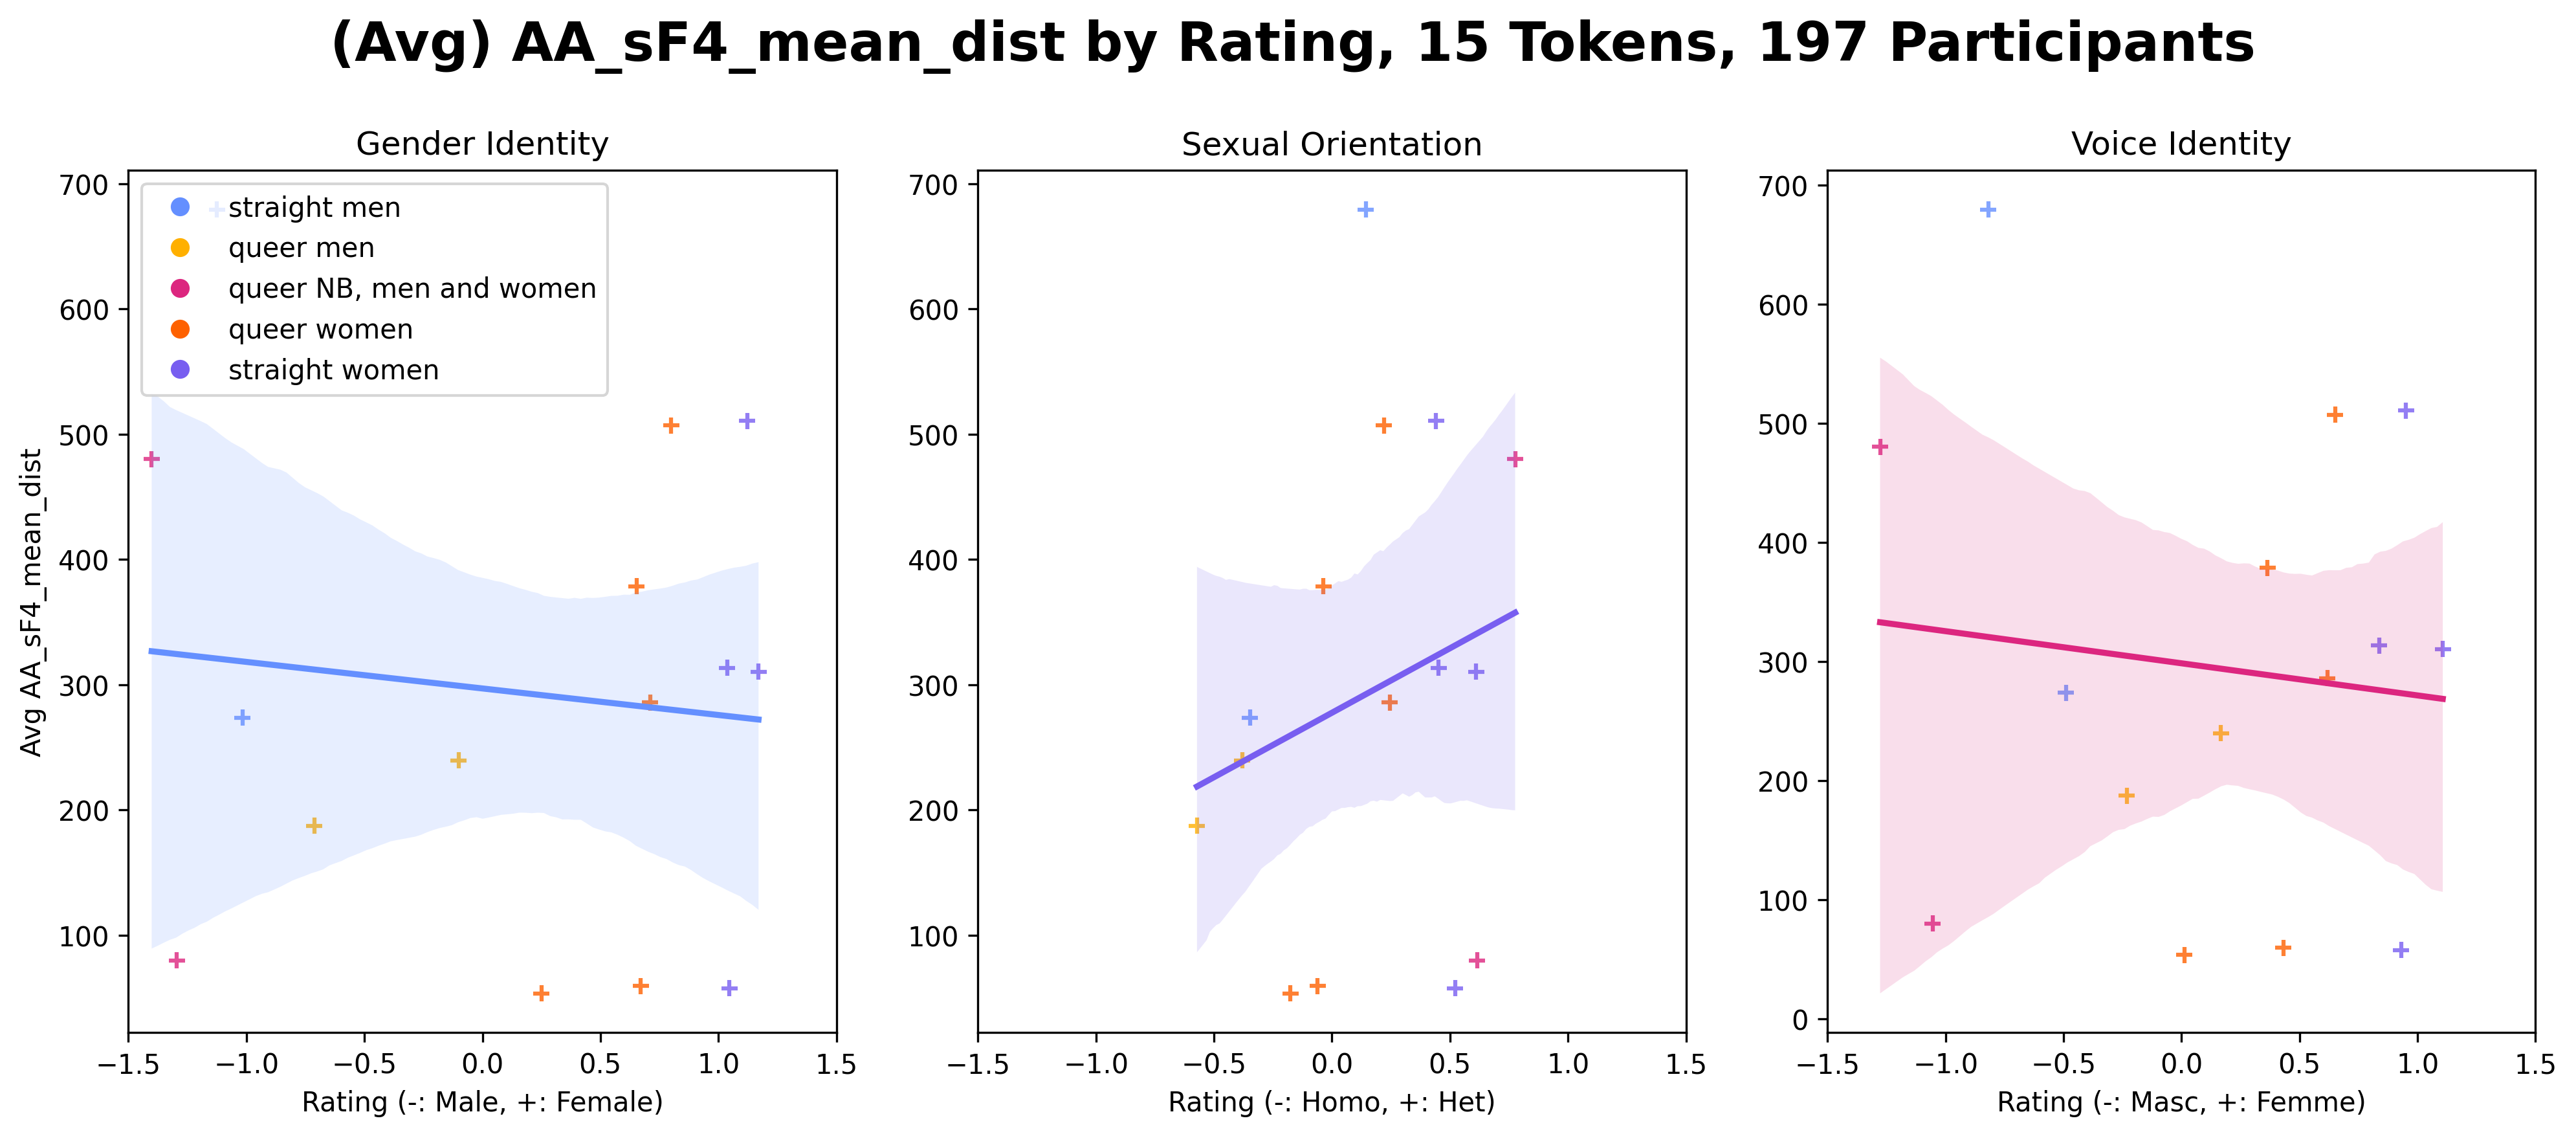 (Avg) AA_sF4_mean_dist by Rating, 15 Tokens, 197 Participants
Gender Identity
700
600
500
400
300
200
100
Avg AA_sF4_mean_dist
straight men
queer men
queer NB, men and women
queer women
straight women
−1.5 −1.0 −0.5 0.0 0.5 1.0 1.5
Rating (-: Male, +: Female)
Sexual Orientation
700
600
500
400
300
200
100
−1.5 −1.0 −0.5 0.0 0.5 1.0 1.5
Rating (-: Homo, +: Het)
Voice Identity
700
600
500
400
300
200
100
0
−1.5 −1.0 −0.5 0.0 0.5 1.0 1.5
Rating (-: Masc, +: Femme)